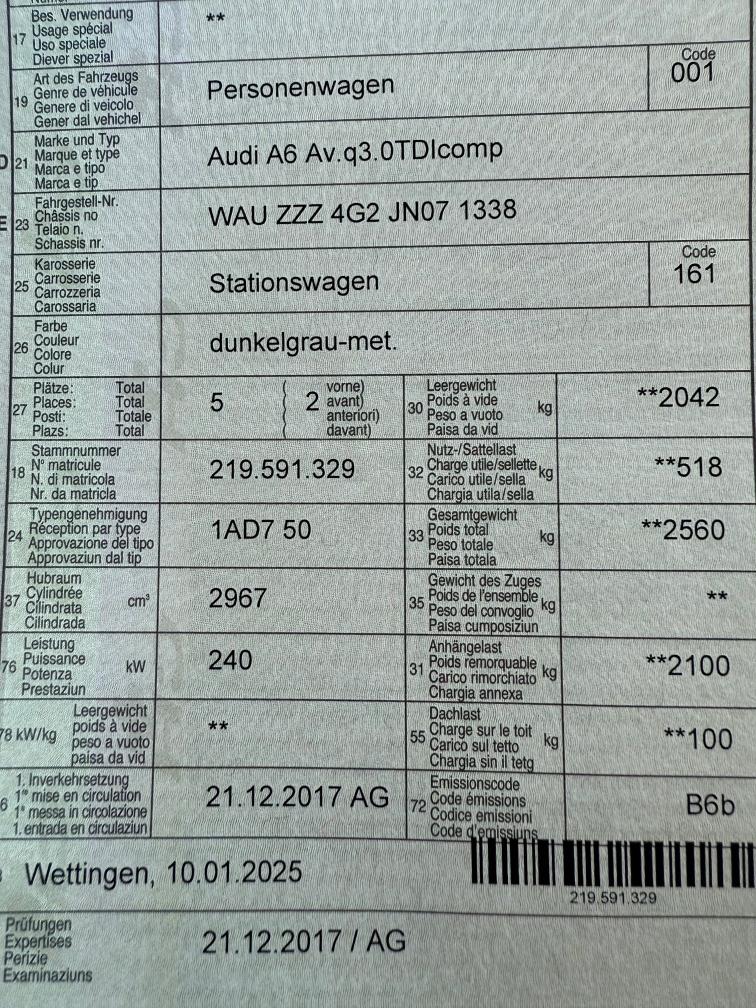 17 Bes. Verwendung
Usage spécial
Uso speciale
Diever spezial
**
19 Art des Fahrzeugs
Genre de véhicule
Genere di veicolo
Gener dal vehichel
Personenwagen
Code
001
21 Marke und Typ
Marque et type
Marca e tipo
Marca e tip
Audi A6 Av.q3.0TDIcomp
23 Fahrgestell-Nr.
Châssis no
Telaio n.
Schassis nr.
WAU ZZZ 4G2 JN07 1338
25 Karosserie
Carrosserie
Carrozzeria
Carossaria
Stationswagen
Code
161
26 Farbe
Couleur
Colore
Colur
dunkelgrau-met.
27 Plätze: Total
Places: Total
Posti: Totale
Plazs: Total
5
( 2 vorne)
( avant)
( anteriori)
( davant)
30 Leergewicht
Poids à vide
Peso a vuoto
Paisa da vid
kg
**2042
18 Stammnummer
N° matricule
N. di matricola
Nr. da matricla
219.591.329
32 Nutz-/Sattellast
Charge utile/sellette
Carico utile/sella
Chargia utila/sella
kg
**518
24 Typengenehmigung
Réception par type
Approvazione del tipo
Approvaziun dal tip
1AD7 50
33 Gesamtgewicht
Poids total
Peso totale
Paisa totala
kg
**2560
37 Hubraum
Cylindrée
Cilindrata
Cilindrada
cm³
2967
35 Gewicht des Zuges
Poids de l'ensemble
Peso del convoglio
Paisa cumposiziun
kg
**
76 Leistung
Puissance
Potenza
Prestaziun
kW
240
31 Anhängelast
Poids remorquable
Carico rimorchiato
Chargia annexa
kg
**2100
78 kW/kg
Leergewicht
poids à vide
peso a vuoto
paisa da vid
**
55 Dachlast
Charge sur le toit
Carico sul tetto
Chargia sin il tetg
kg
**100
6 1. Inverkehrsetzung
1re mise en circulation
1a messa in circolazione
1. entrada en circulaziun
21.12.2017 AG
72 Emissionscode
Code émissions
Codice emissioni
Code d'emissiuns
B6b
Wettingen, 10.01.2025
219.591.329
Prüfungen
Expertises
Perizie
Examinaziuns
21.12.2017 / AG